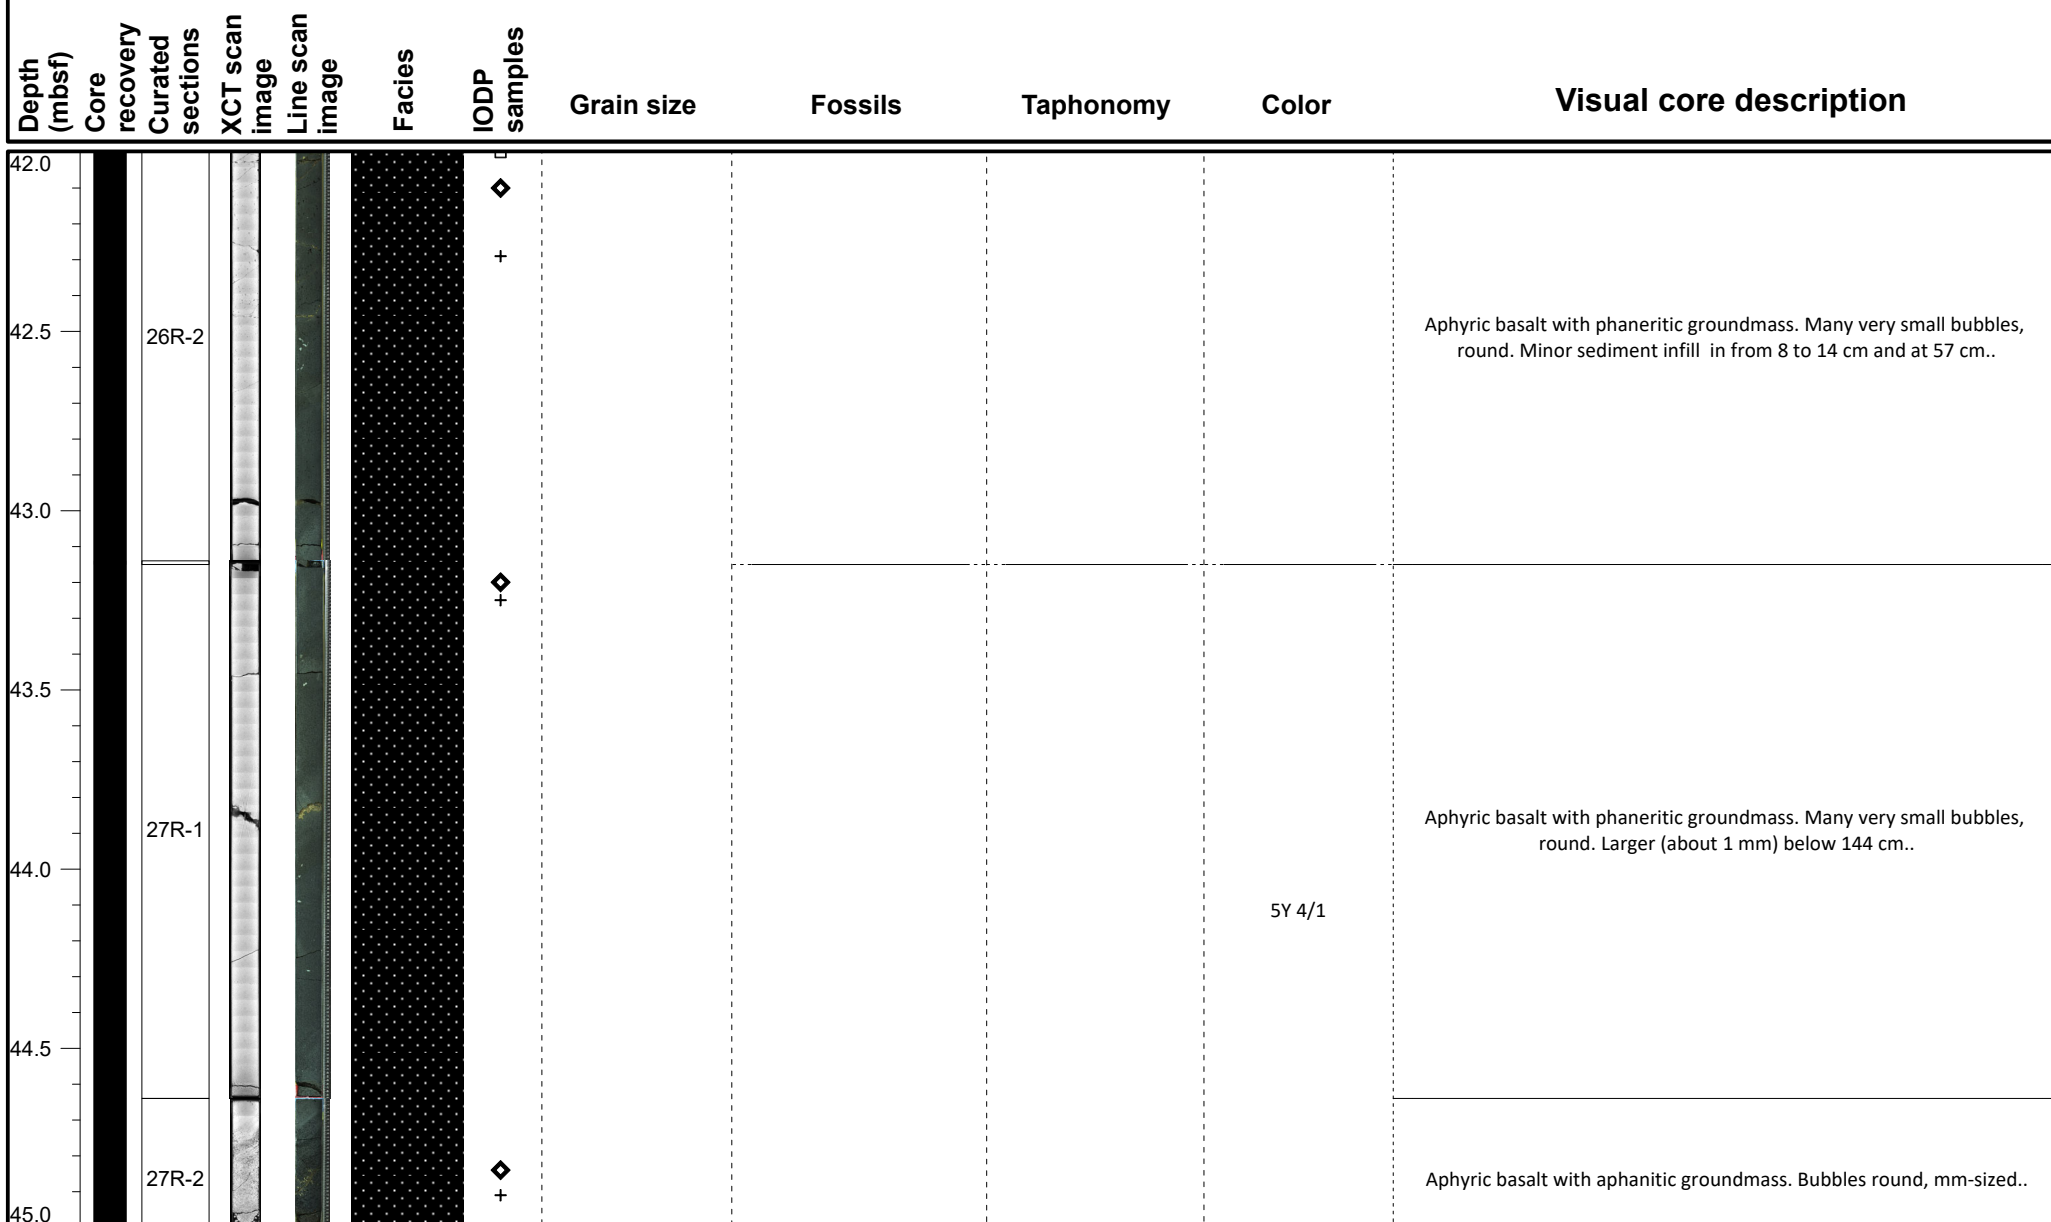 Depth
(mbsf)
Core
recovery
Curated
sections
XCT scan
image
Line scan
image
Facies
IODP
samples
Grain size
Fossils
Taphonomy
Color
Visual core description
42.0
42.5
26R-2
Aphyric basalt with phaneritic groundmass. Many very small bubbles,
round. Minor sediment infill  in from 8 to 14 cm and at 57 cm..
43.0
43.5
27R-1
Aphyric basalt with phaneritic groundmass. Many very small bubbles,
round. Larger (about 1 mm) below 144 cm..
44.0
5Y 4/1
44.5
27R-2
Aphyric basalt with aphanitic groundmass. Bubbles round, mm-sized..
45.0